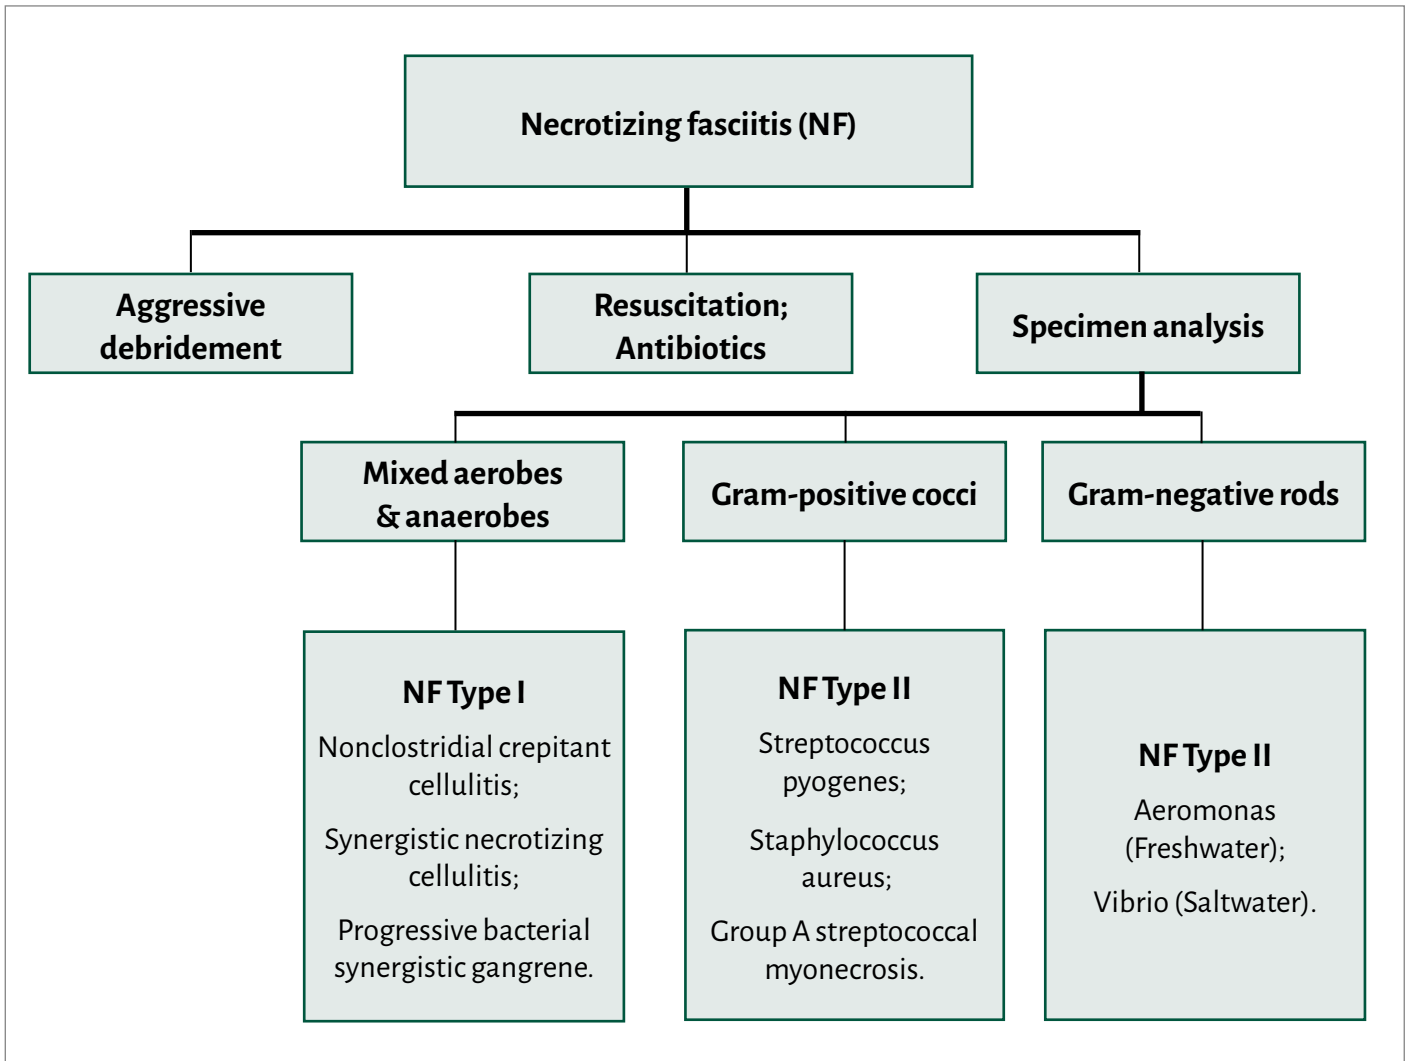 Necrotizing fasciitis (NF)
Aggressive
debridement
Resuscitation;
Antibiotics
Specimen analysis
Mixed aerobes
& anaerobes
Gram-positive cocci
Gram-negative rods
NF Type I
Nonclostridial crepitant
cellulitis;
Synergistic necrotizing
cellulitis;
Progressive bacterial
synergistic gangrene.
NF Type II
Streptococcus
pyogenes;
Staphylococcus
aureus;
Group A streptococcal
myonecrosis.
NF Type II
Aeromonas
(Freshwater);
Vibrio (Saltwater).